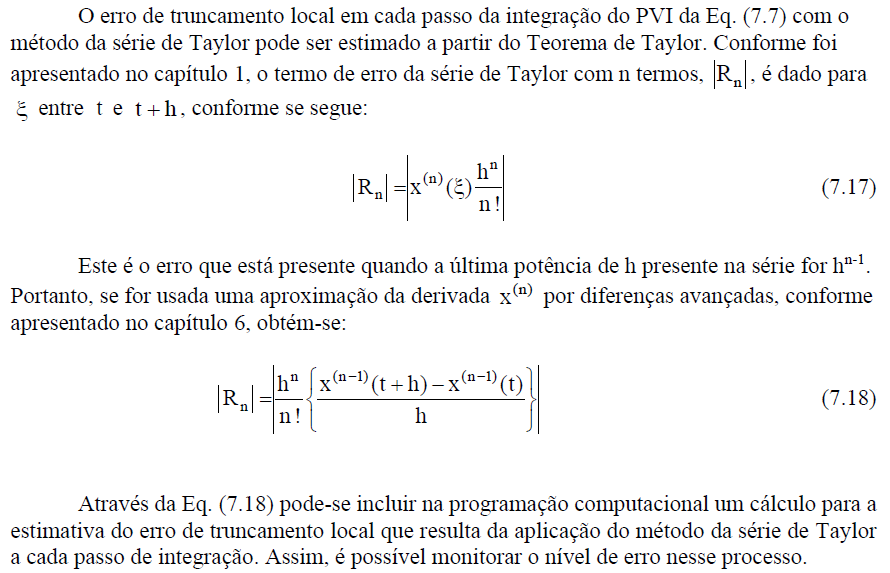 O erro de truncamento local em cada passo da integração do PVI da Eq. (7.7) com o
método da série de Taylor pode ser estimado a partir do Teorema de Taylor. Conforme foi
apresentado no capítulo 1, o termo de erro da série de Taylor com n termos, |Rₙ|, é dado para
ξ entre t e t + h, conforme se segue:
|Rₙ| = |x⁽ⁿ⁾(ξ) hⁿ/n!| (7.17)
Este é o erro que está presente quando a última potência de h presente na série for hⁿ⁻¹.
Portanto, se for usada uma aproximação da derivada x⁽ⁿ⁾ por diferenças avançadas, conforme
apresentado no capítulo 6, obtém-se:
|Rₙ| = |hⁿ/n! {x⁽ⁿ⁻¹⁾(t + h) − x⁽ⁿ⁻¹⁾(t)/h}| (7.18)
Através da Eq. (7.18) pode-se incluir na programação computacional um cálculo para a
estimativa do erro de truncamento local que resulta da aplicação do método da série de Taylor
a cada passo de integração. Assim, é possível monitorar o nível de erro nesse processo.